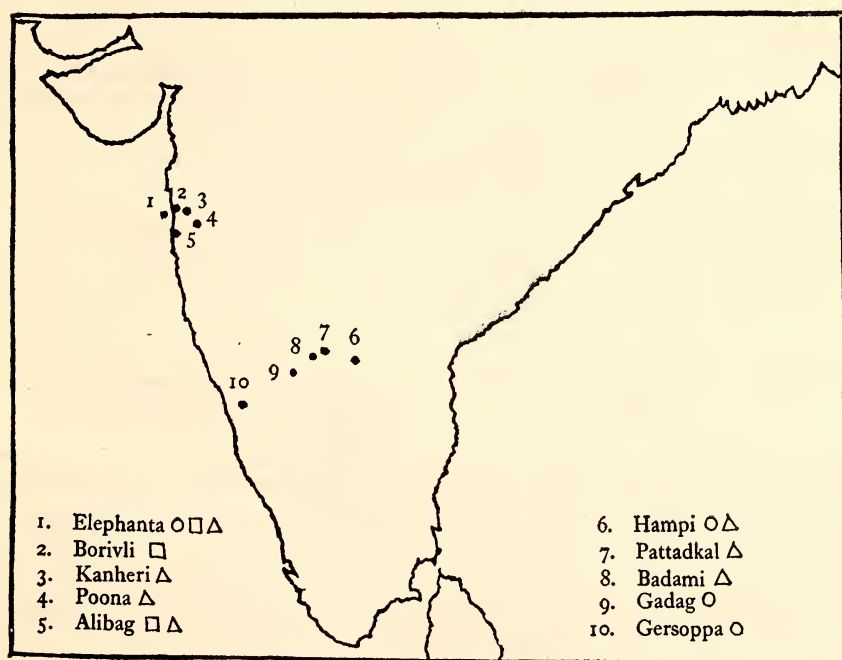 1 2 3
4
5
7 6
8
9
10
1. Elephanta ○□△
2. Borivli □
3. Kanheri △
4. Poona △
5. Alibag □ △
6. Hampi ○△
7. Pattadkal △
8. Badami △
9. Gadag ○
10. Gersoppa ○